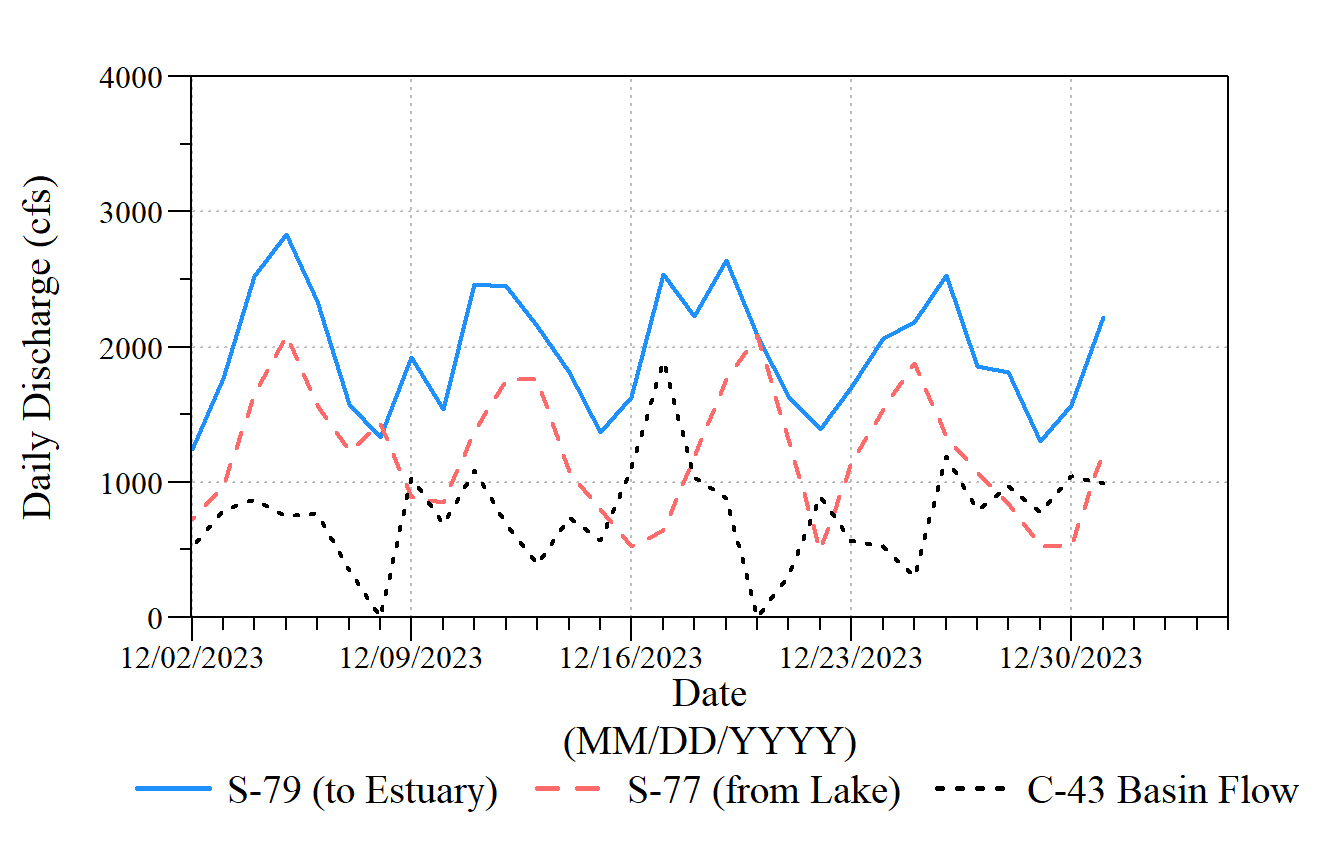 Daily Discharge (cfs)
4000
3000
2000
1000
0
12/02/2023 12/09/2023 12/16/2023 12/23/2023 12/30/2023
Date
(MM/DD/YYYY)
S-79 (to Estuary) S-77 (from Lake) C-43 Basin Flow